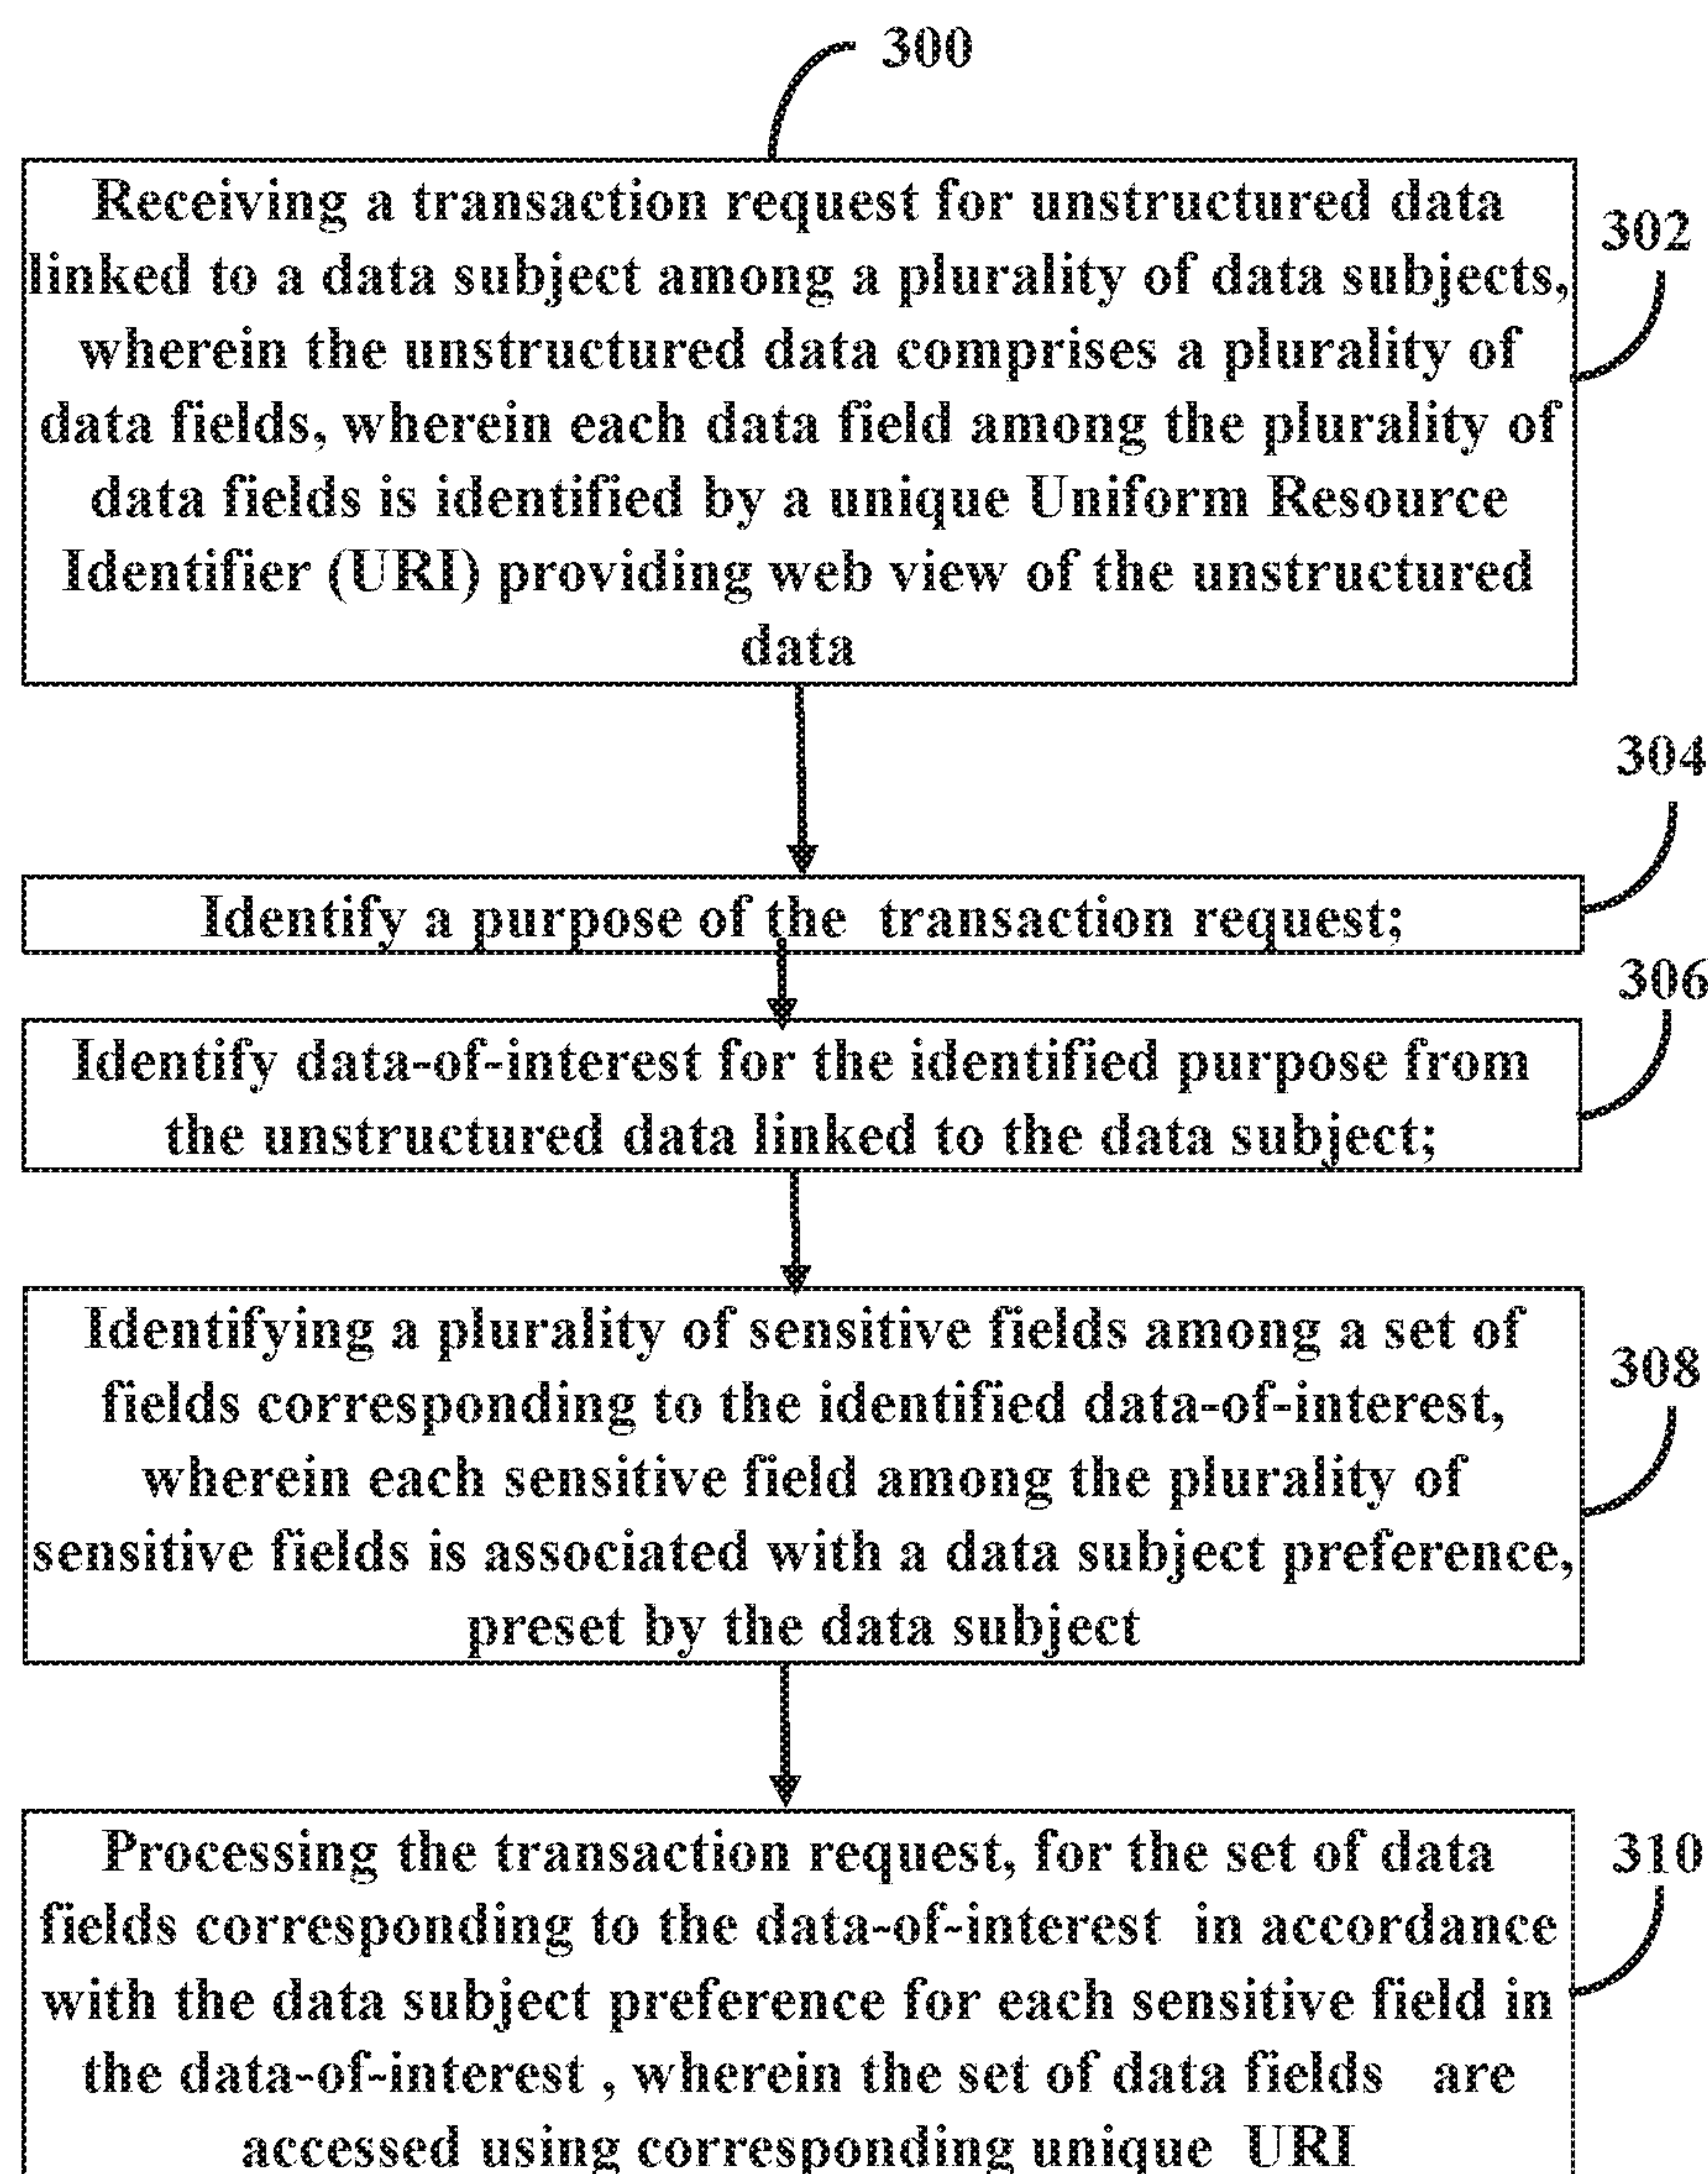 300
Receiving a transaction request for unstructured data
302
linked to a data subject among a plurality of data subjects,
wherein the unstructured data comprises a plurality of
data fields, wherein each data field among the plurality of
data fields is identified by a unique Uniform Resource
Identifier (URI) providing web view of the unstructured
data
304
Identify a purpose of the transaction request;
306
Identify data-of-interest for the identified purpose from
the unstructured data linked to the data subject;
Identifying a plurality of sensitive fields among a set of
308
fields corresponding to the identified data-of-interest,
wherein each sensitive field among the plurality of
sensitive fields is associated with a data subject preference,
preset by the data subject
Processing the transaction request, for the set of data
310
fields corresponding to the data-of-interest in accordance
with the data subject preference for each sensitive field in
the data-of-interest , wherein the set of data fields are
accessed using corresponding unique URI